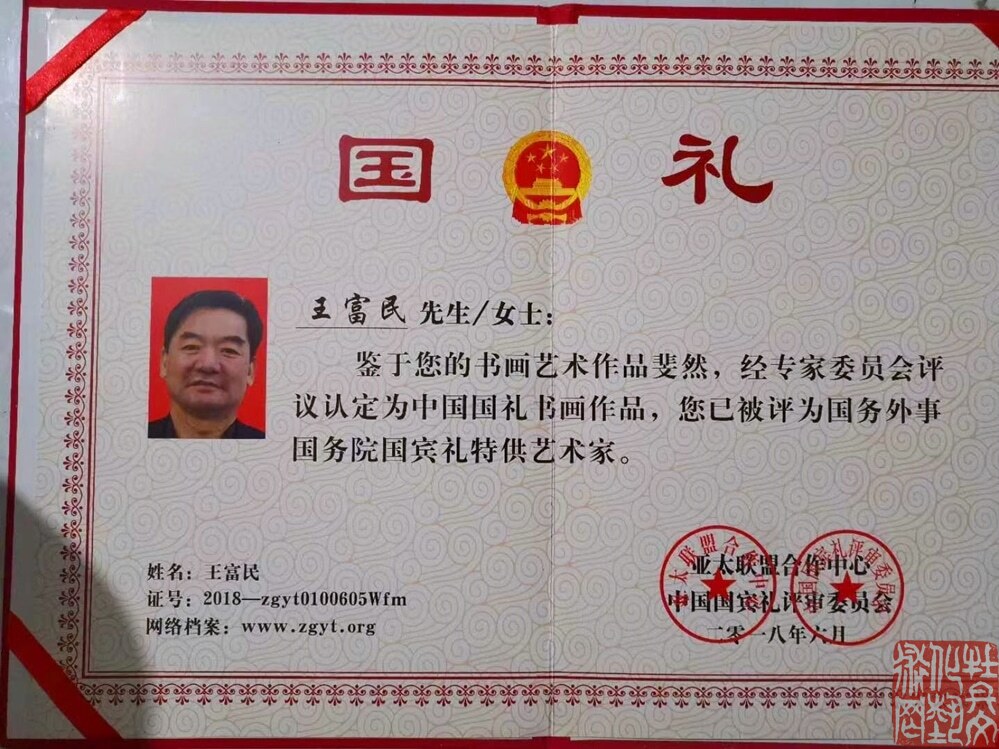 国礼
王富民 先生/女士：
鉴于您的书画艺术作品斐然，经专家委员会评
议认定为中国国礼书画作品，您已被评为国务外事
国务院国宾礼特供艺术家。
姓名：王富民
证号：2018—zgyt0100605Wfm
网络档案：www.zgyt.org
亚太联盟合作中心
中国国宾礼评审委员会
二零一八年六月